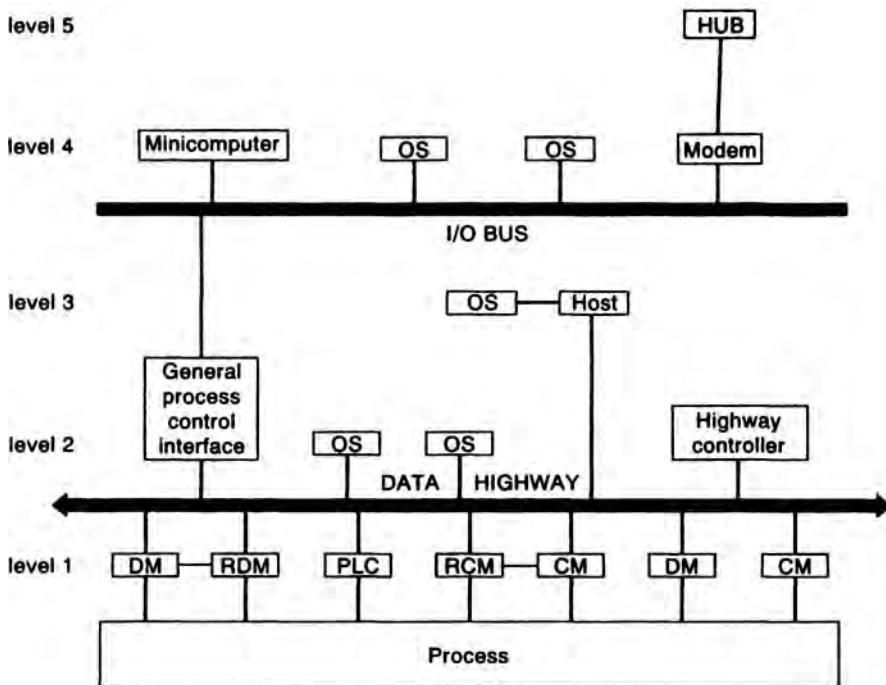 level 5
HUB
level 4
Minicomputer
OS
OS
Modem
I/O BUS
level 3
OS
Host
General
process
control
interface
level 2
OS
OS
Highway
controller
DATA HIGHWAY
level 1
DM
RDM
PLC
RCM
CM
DM
CM
Process